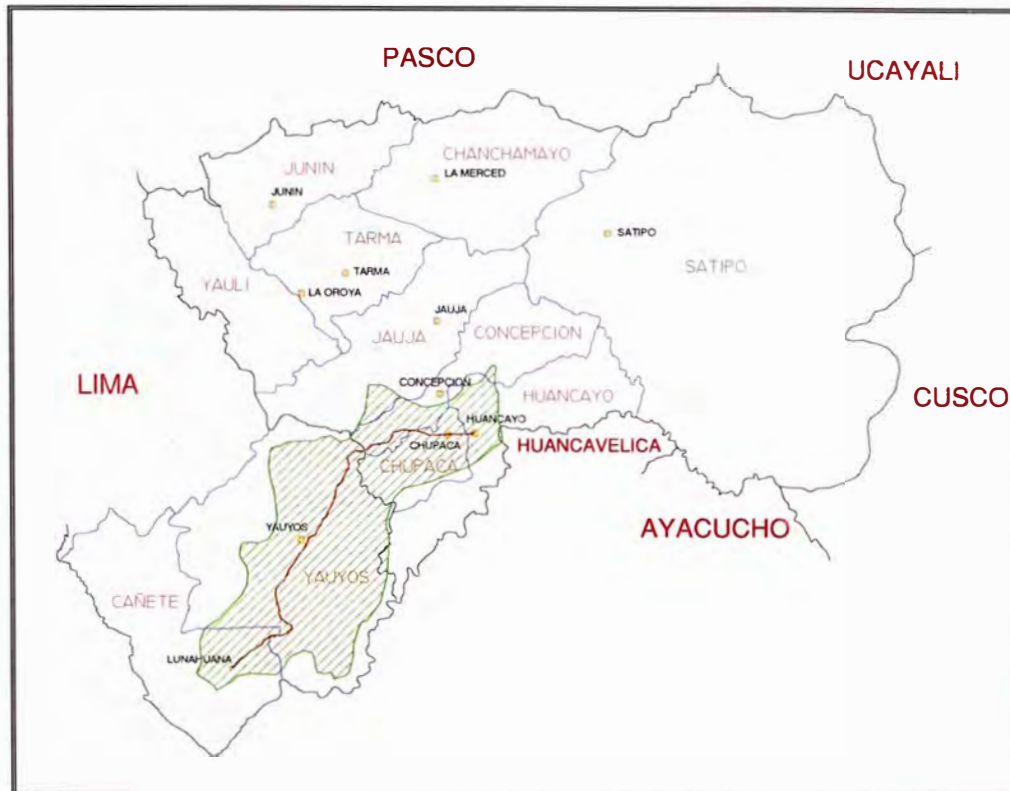 PASCO
UCAYALI
JUNIN
CHANCHAMAYO
LA MERCED
JUNIN
SATIPO
TARMA
SATIPO
TARMA
YAULI
LA OROYA
JAUJA
JAUJA
CONCEPCION
LIMA
CONCEPCION
HUANCAYO
CUSCO
HUANCAYO
CHUPACA
HUANCAVELICA
CHUPACA
YAUYOS
AYACUCHO
YAUYOS
CAÑETE
LUNAHUANA